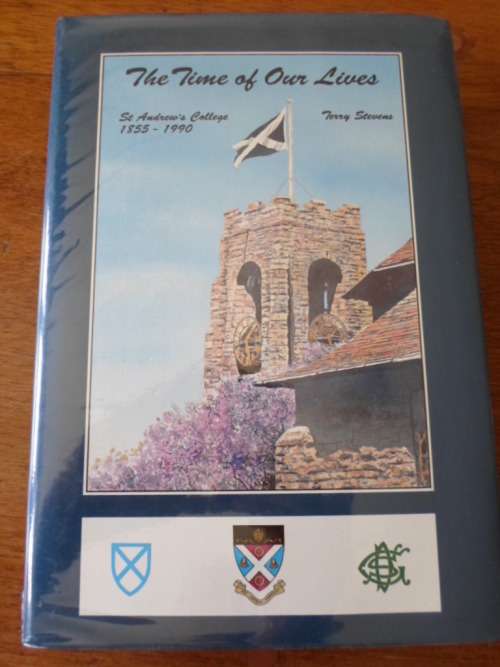 The Time of Our Lives
St Andrew's College
1855 - 1990
Terry Stevens